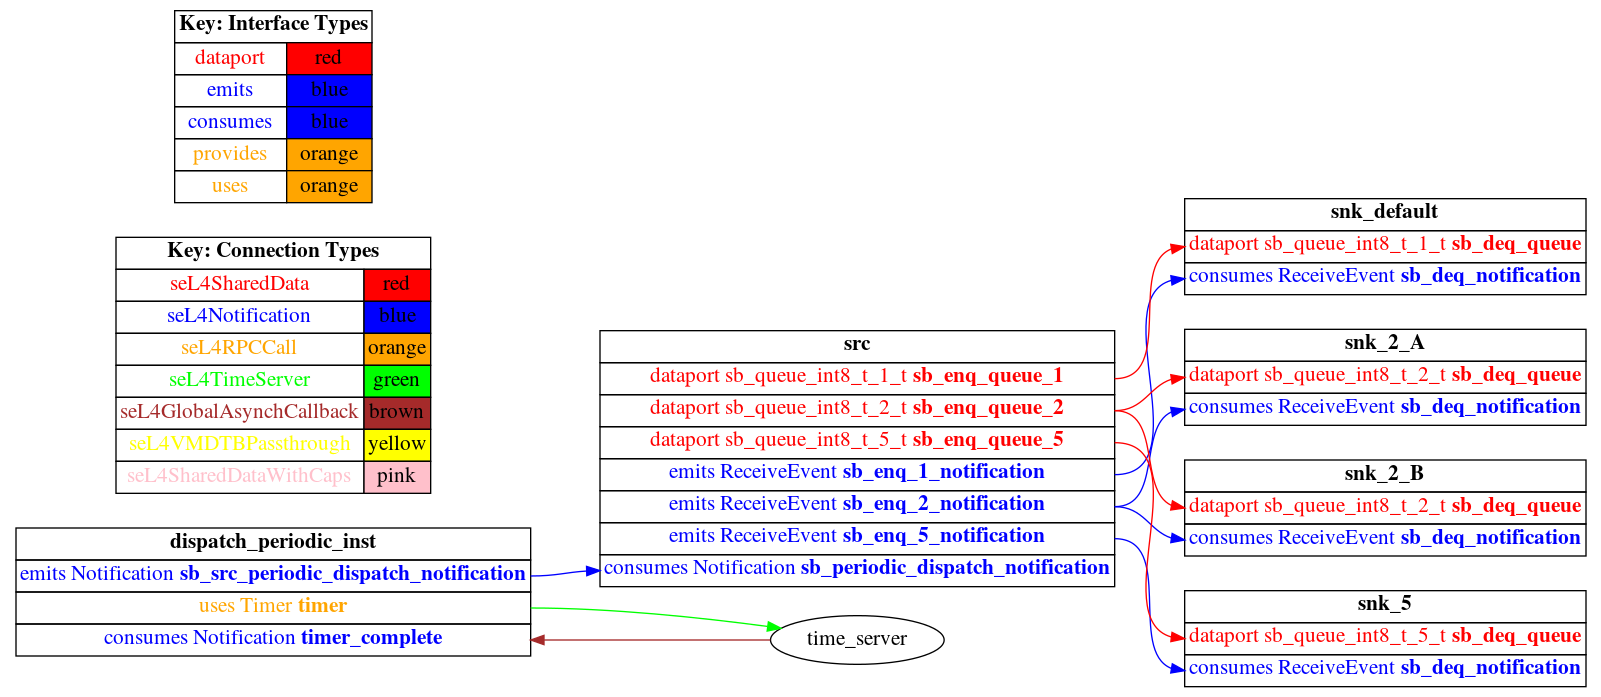 Key: Interface Types
dataport red
emits blue
consumes blue
provides orange
uses orange
Key: Connection Types
seL4SharedData red
seL4Notification blue
seL4RPCCall orange
seL4TimeServer green
seL4GlobalAsynchCallback brown
seL4VMDTBPassthrough yellow
seL4SharedDataWithCaps pink
dispatch_periodic_inst
emits Notification sb_src_periodic_dispatch_notification
uses Timer timer
consumes Notification timer_complete
src
dataport sb_queue_int8_t_1_t sb_enq_queue_1
dataport sb_queue_int8_t_2_t sb_enq_queue_2
dataport sb_queue_int8_t_5_t sb_enq_queue_5
emits ReceiveEvent sb_enq_1_notification
emits ReceiveEvent sb_enq_2_notification
emits ReceiveEvent sb_enq_5_notification
consumes Notification sb_periodic_dispatch_notification
time_server
snk_default
dataport sb_queue_int8_t_1_t sb_deq_queue
consumes ReceiveEvent sb_deq_notification
snk_2_A
dataport sb_queue_int8_t_2_t sb_deq_queue
consumes ReceiveEvent sb_deq_notification
snk_2_B
dataport sb_queue_int8_t_2_t sb_deq_queue
consumes ReceiveEvent sb_deq_notification
snk_5
dataport sb_queue_int8_t_5_t sb_deq_queue
consumes ReceiveEvent sb_deq_notification